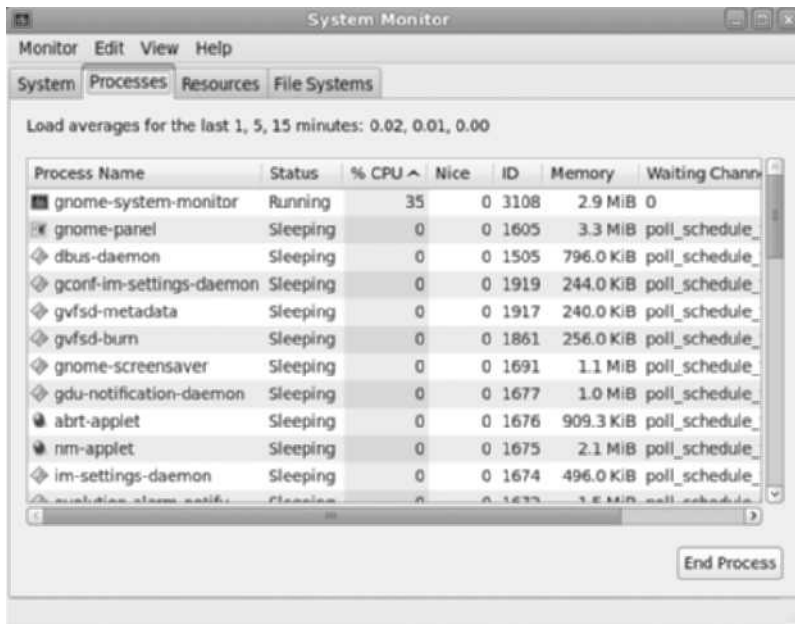 System Monitor
Monitor Edit View Help
System Processes Resources File Systems
Load averages for the last 1, 5, 15 minutes: 0.02, 0.01, 0.00
Process Name Status % CPU Nice ID Memory Waiting Chann
gnome-system-monitor Running 35 0 3108 2.9 MiB 0
gnome-panel Sleeping 0 0 1605 3.3 MiB poll_schedule_
dbus-daemon Sleeping 0 0 1505 796.0 KiB poll_schedule_
gconf-im-settings-daemon Sleeping 0 0 1919 244.0 KiB poll_schedule_
gvfsd-metadata Sleeping 0 0 1917 240.0 KiB poll_schedule_
gvfsd-burn Sleeping 0 0 1861 256.0 KiB poll_schedule_
gnome-screensaver Sleeping 0 0 1691 1.1 MiB poll_schedule_
gdu-notification-daemon Sleeping 0 0 1677 1.0 MiB poll_schedule_
abrt-applet Sleeping 0 0 1676 909.3 KiB poll_schedule_
nm-applet Sleeping 0 0 1675 2.1 MiB poll_schedule_
im-settings-daemon Sleeping 0 0 1674 496.0 KiB poll_schedule_
End Process